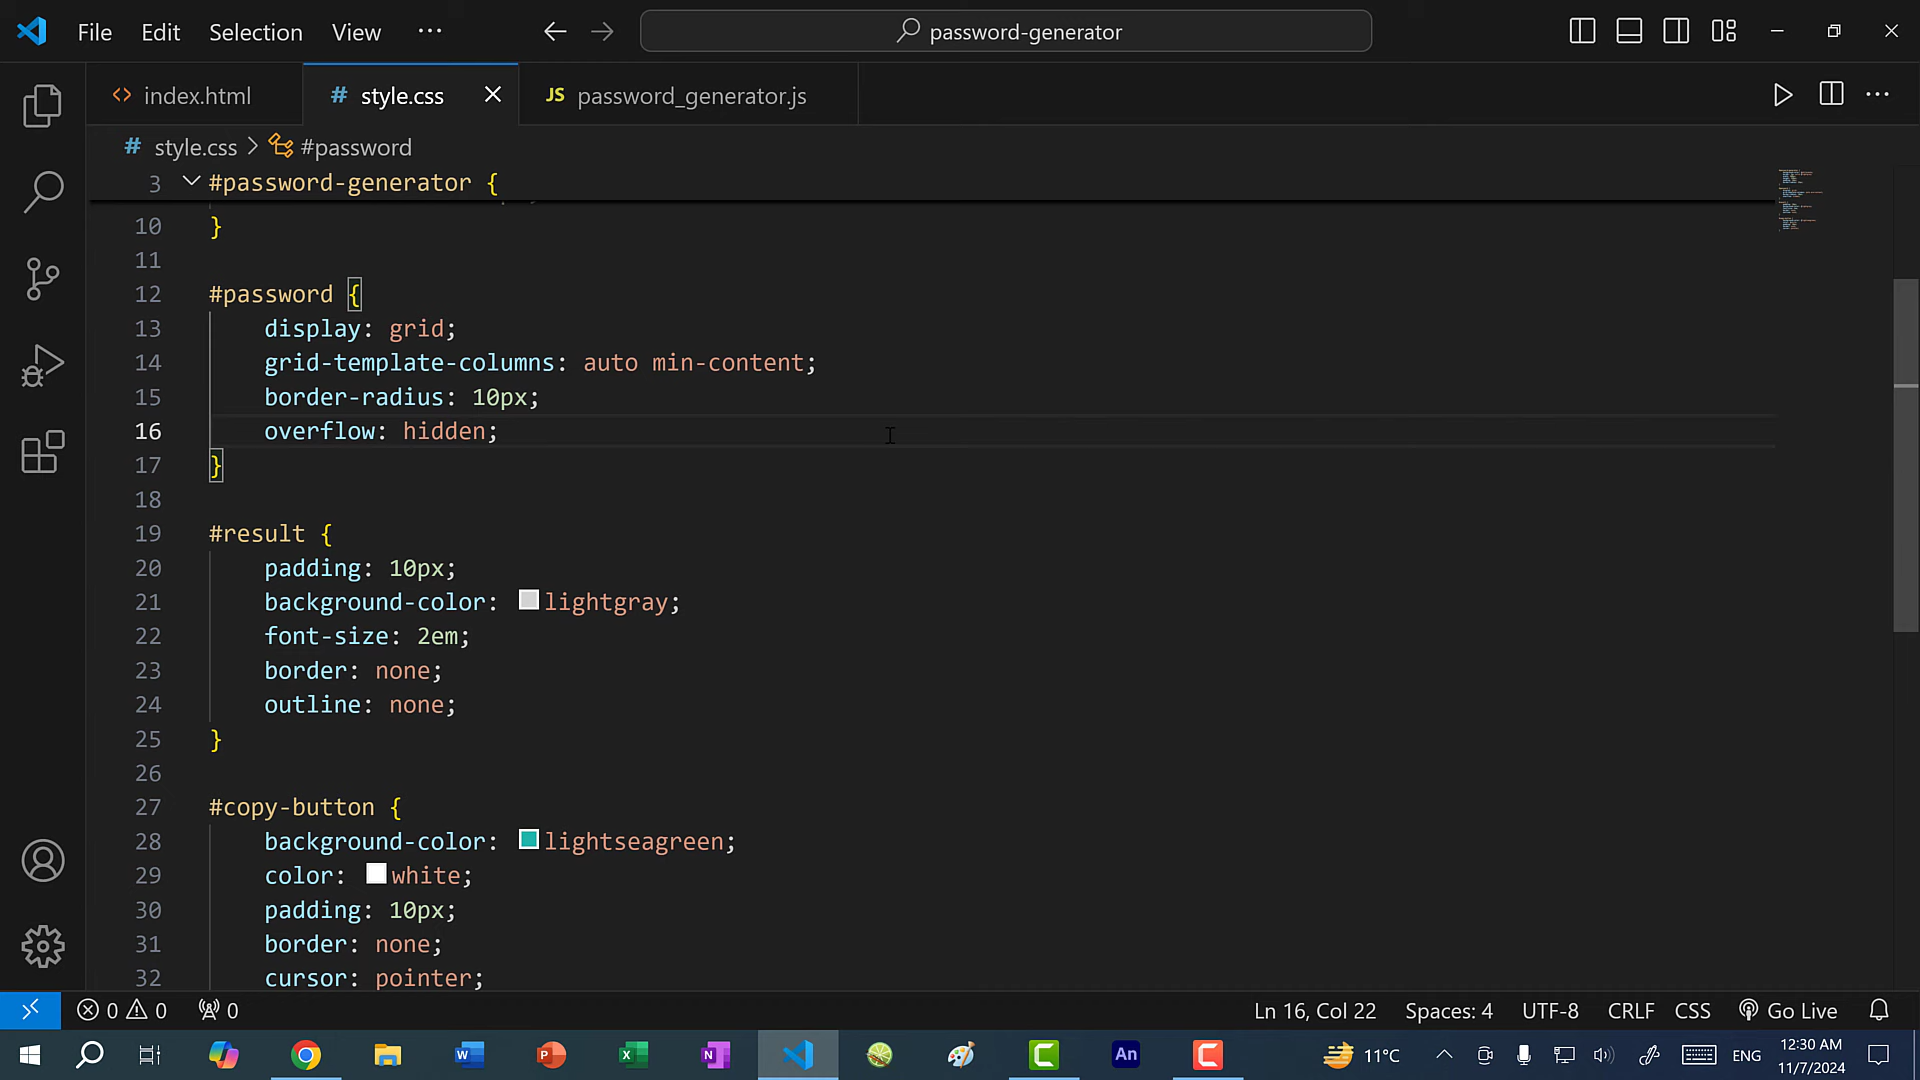 File Edit Selection View ··· password-generator
index.html # style.css JS password_generator.js
# style.css > #password
3 #password-generator {
10 }
11
12 #password {
13 display: grid;
14 grid-template-columns: auto min-content;
15 border-radius: 10px;
16 overflow: hidden;
17 }
18
19 #result {
20 padding: 10px;
21 background-color: lightgray;
22 font-size: 2em;
23 border: none;
24 outline: none;
25 }
26
27 #copy-button {
28 background-color: lightseagreen;
29 color: white;
30 padding: 10px;
31 border: none;
32 cursor: pointer;
0 0 0 Ln 16, Col 22 Spaces: 4 UTF-8 CRLF CSS Go Live
W P X N An C 11°C ENG 12:30 AM
11/7/2024